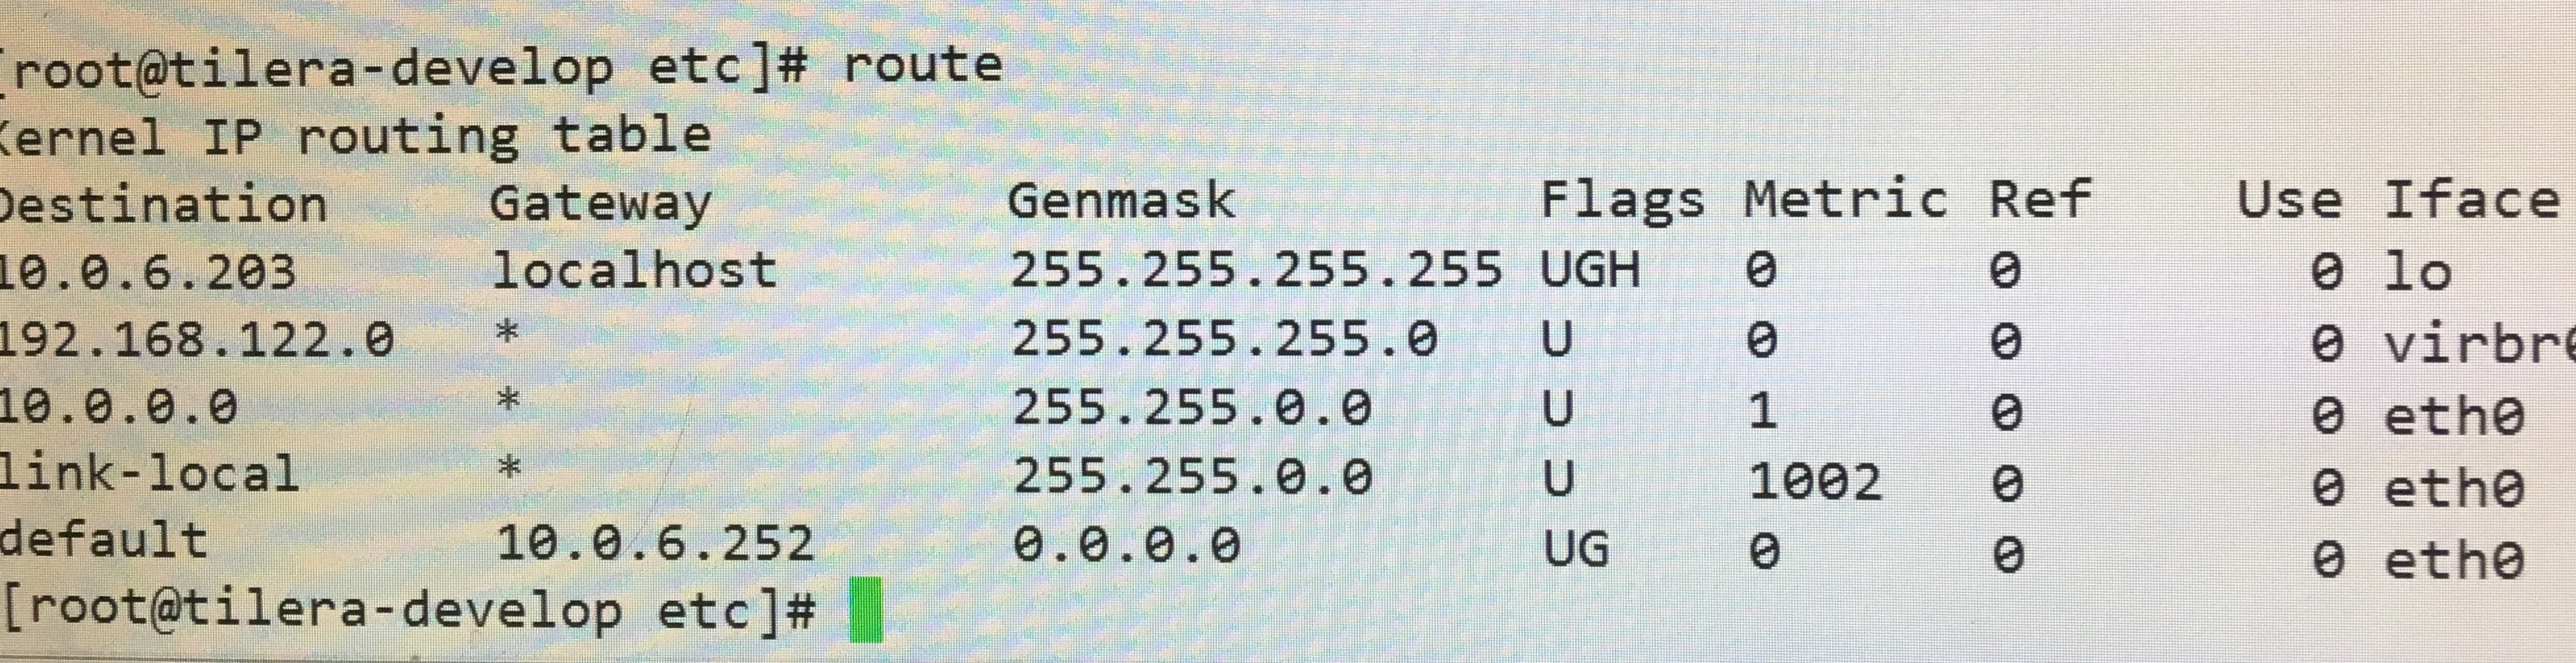 [root@tilera-develop etc]# route
Kernel IP routing table
Destination Gateway Genmask Flags Metric Ref Use Iface
10.0.6.203 localhost 255.255.255.255 UGH 0 0 0 lo
192.168.122.0 * 255.255.255.0 U 0 0 0 virbr0
10.0.0.0 * 255.255.0.0 U 1 0 0 eth0
link-local * 255.255.0.0 U 1002 0 0 eth0
default 10.0.6.252 0.0.0.0 UG 0 0 0 eth0
[root@tilera-develop etc]#